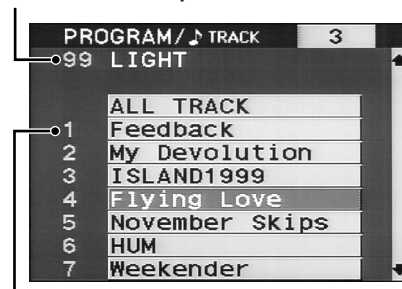 PROGRAM/♪ TRACK 3
99 LIGHT
ALL TRACK
1 Feedback
2 My Devolution
3 ISLAND1999
4 Flying Love
5 November Skips
6 HUM
7 Weekender